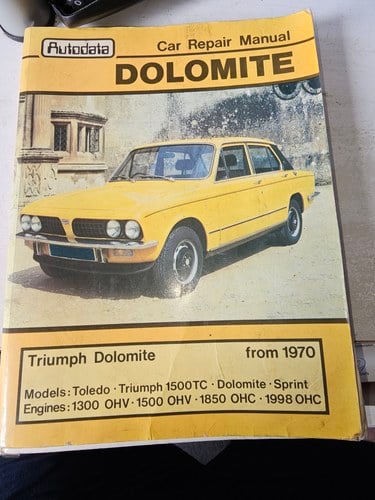 Autodata
Car Repair Manual
DOLOMITE
Triumph Dolomite from 1970
Models: Toledo · Triumph 1500TC · Dolomite · Sprint
Engines: 1300 OHV · 1500 OHV · 1850 OHC · 1998 OHC